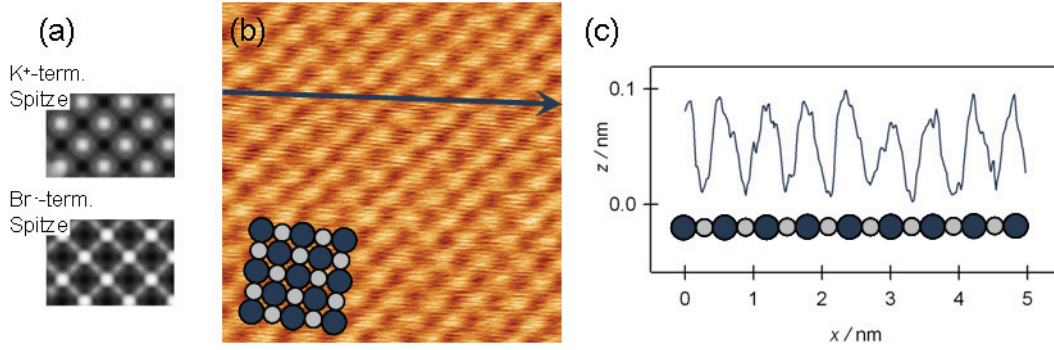 (a)
K⁺-term.
Spitze
Br⁻-term.
Spitze
(b)
(c)
z / nm
0.1
0.0
0 1 2 3 4 5
x / nm